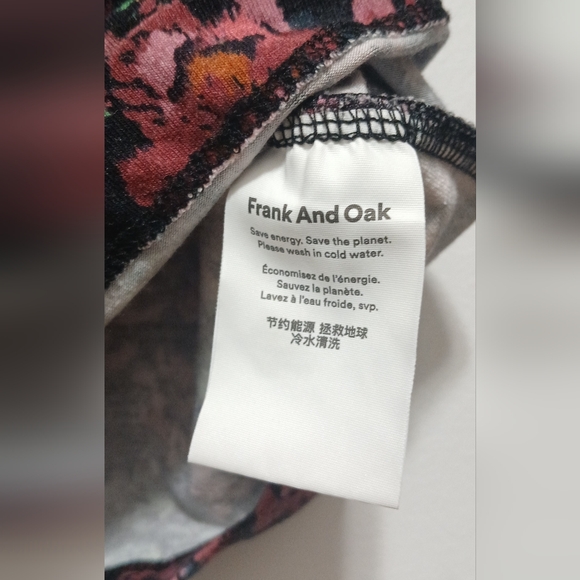 Frank And Oak
Save energy. Save the planet.
Please wash in cold water.
Économisez de l'énergie.
Sauvez la planète.
Lavez à l'eau froide, svp.
节约能源 拯救地球
冷水清洗